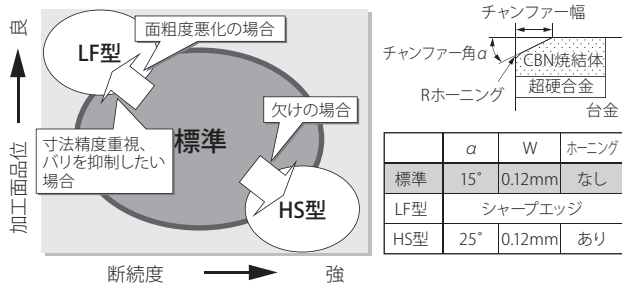 良
加工面品位
LF型
面粗度悪化の場合
欠けの場合
標準
寸法精度重視、
バリを抑制したい
場合
HS型
断続度
強
チャンファー幅
チャンファー角α
CBN焼結体
Rホーニング
超硬合金
台金
α W ホーニング
標準 15° 0.12mm なし
LF型 シャープエッジ
HS型 25° 0.12mm あり